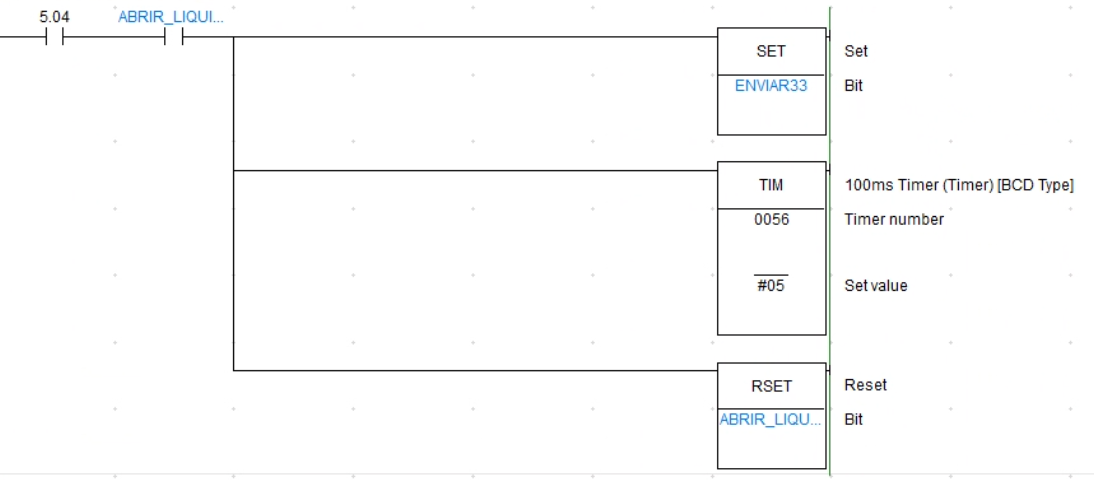 5.04 ABRIR_LIQUI...
SET Set
ENVIAR33 Bit
TIM 100ms Timer (Timer) [BCD Type]
0056 Timer number
#05 Set value
RSET Reset
ABRIR_LIQU... Bit